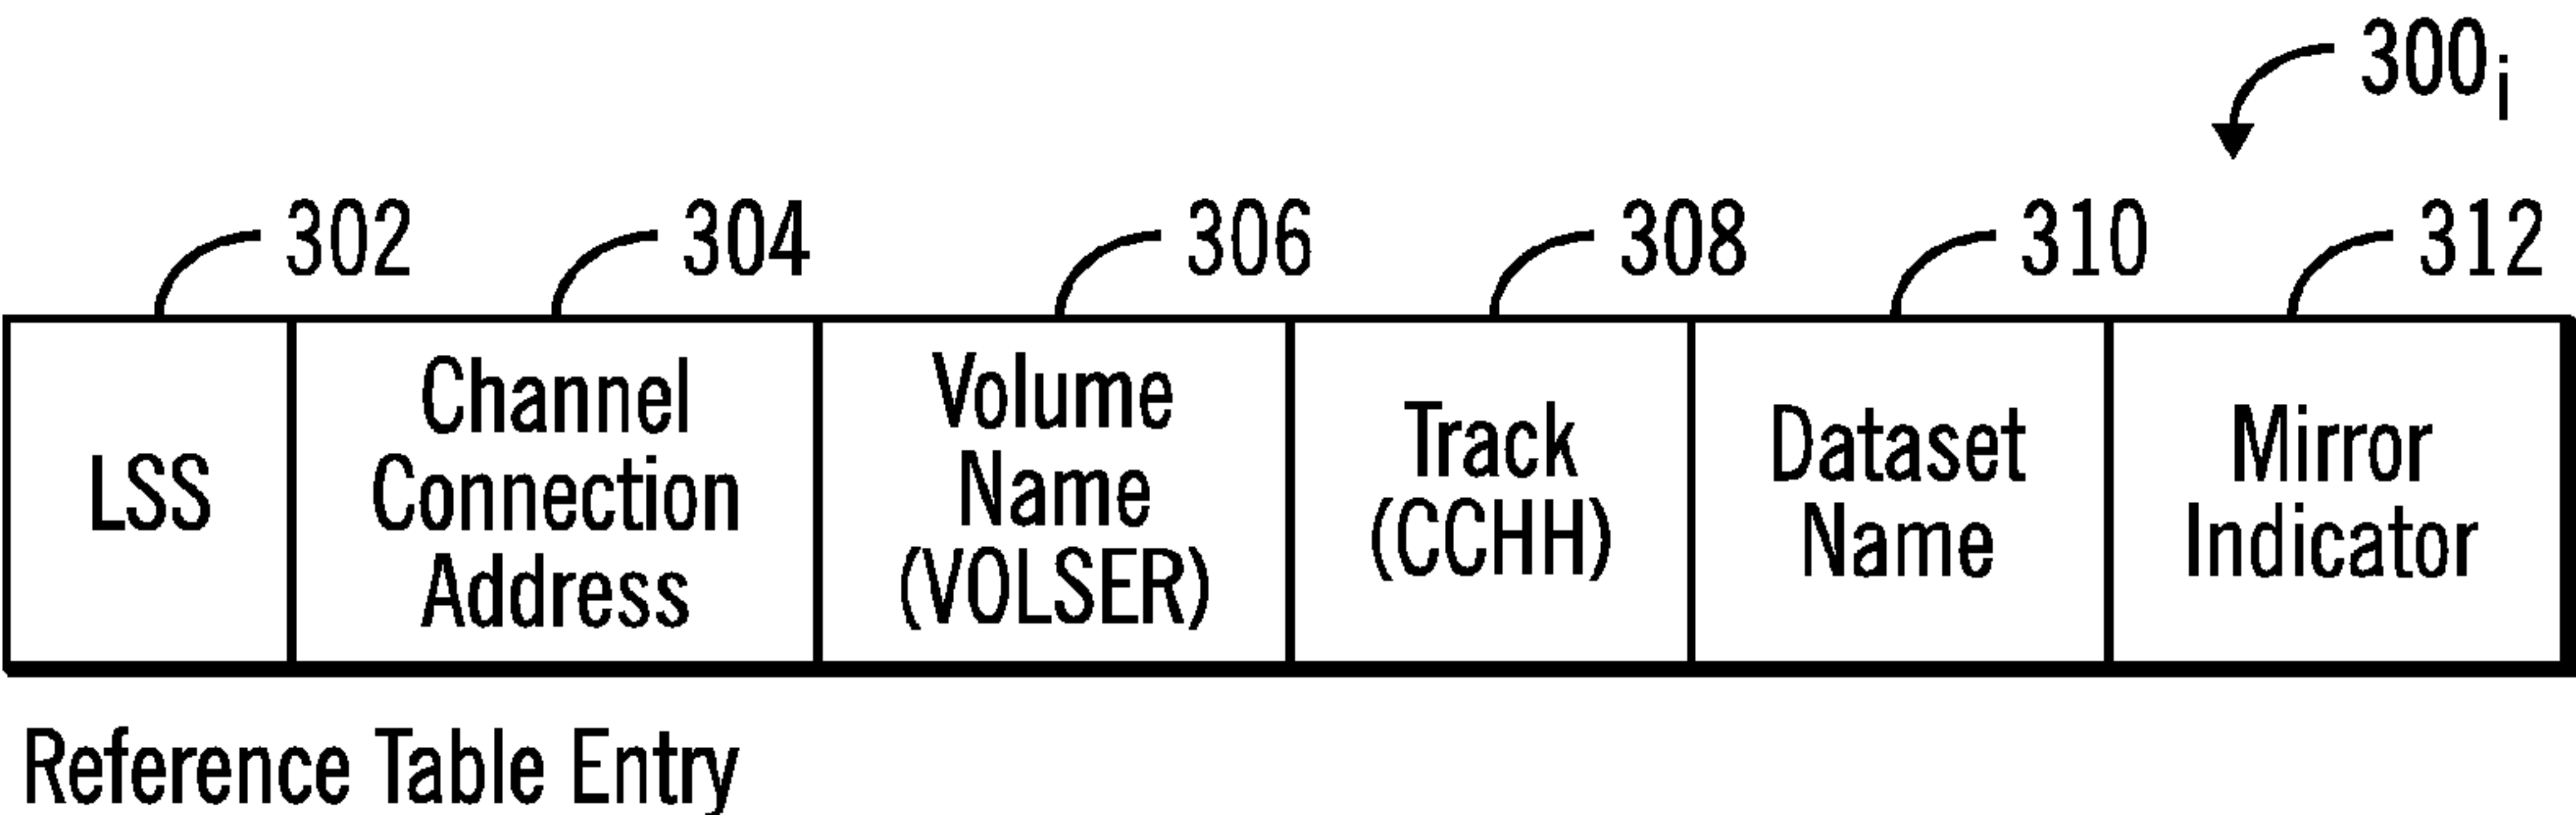 300i
302 304 306 308 310 312
LSS
Channel
Connection
Address
Volume
Name
(VOLSER)
Track
(CCHH)
Dataset
Name
Mirror
Indicator
Reference Table Entry